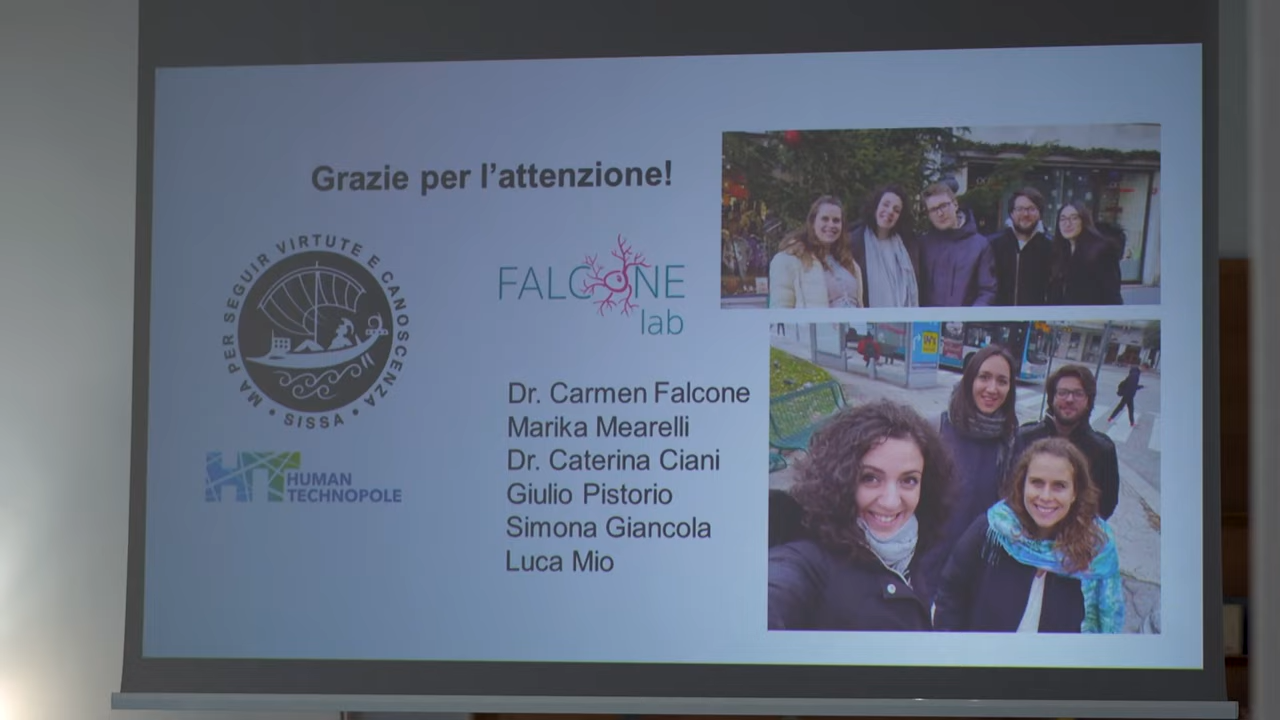 Grazie per l'attenzione!
MA PER SEGUIR VIRTUTE E CANOSCENZA
• SISSA •
FALCONE
lab
HUMAN
TECHNOPOLE
Dr. Carmen Falcone
Marika Mearelli
Dr. Caterina Ciani
Giulio Pistorio
Simona Giancola
Luca Mio